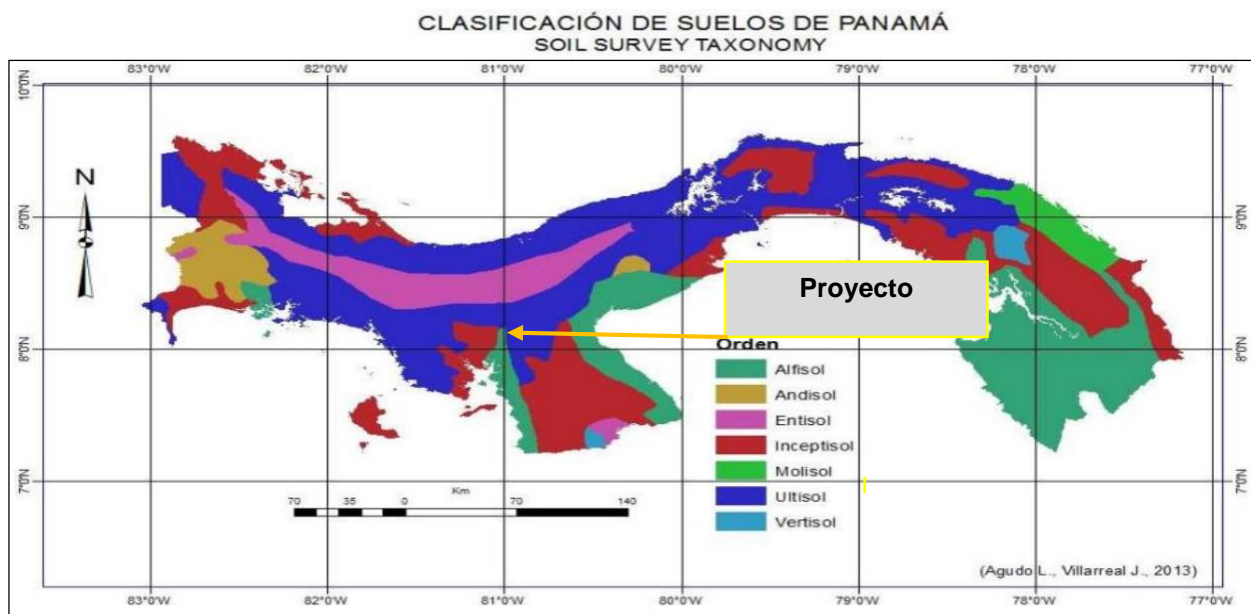 CLASIFICACIÓN DE SUELOS DE PANAMÁ
SOIL SURVEY TAXONOMY
83°0'W 82°0'W 81°0'W 80°0'W 79°0'W 78°0'W 77°0'W
10°0'N
10°0'N
N
9°0'N
9°0'N
Proyecto
8°0'N
8°0'N
Orden
Alfisol
Andisol
Entisol
Inceptisol
Molisol
Ultisol
Vertisol
7°0'N
7°0'N
Km
70 35 0 70 140
(Agudo L., Villarreal J., 2013)
83°0'W 82°0'W 81°0'W 80°0'W 79°0'W 78°0'W 77°0'W